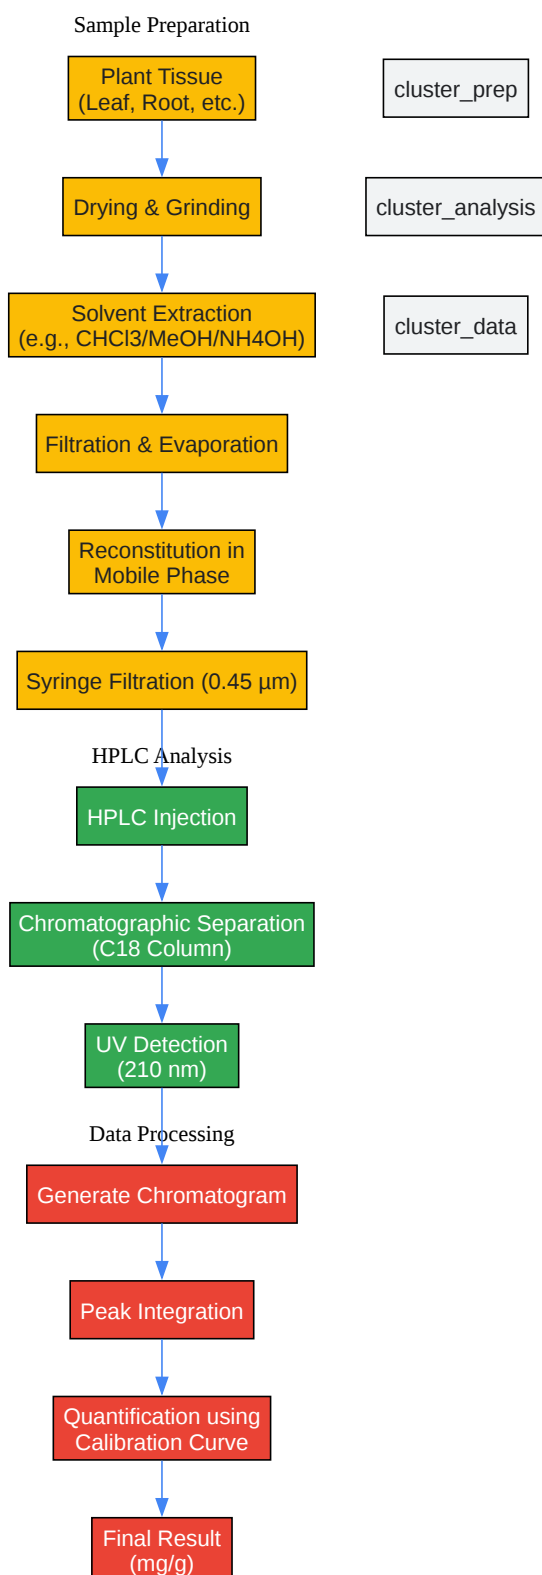 Sample Preparation
Plant Tissue
(Leaf, Root, etc.)
cluster_prep
Drying & Grinding
cluster_analysis
Solvent Extraction
(e.g., CHCl3/MeOH/NH4OH)
cluster_data
Filtration & Evaporation
Reconstitution in
Mobile Phase
Syringe Filtration (0.45 µm)
HPLC Analysis
HPLC Injection
Chromatographic Separation
(C18 Column)
UV Detection
(210 nm)
Data Processing
Generate Chromatogram
Peak Integration
Quantification using
Calibration Curve
Final Result
(mg/g)